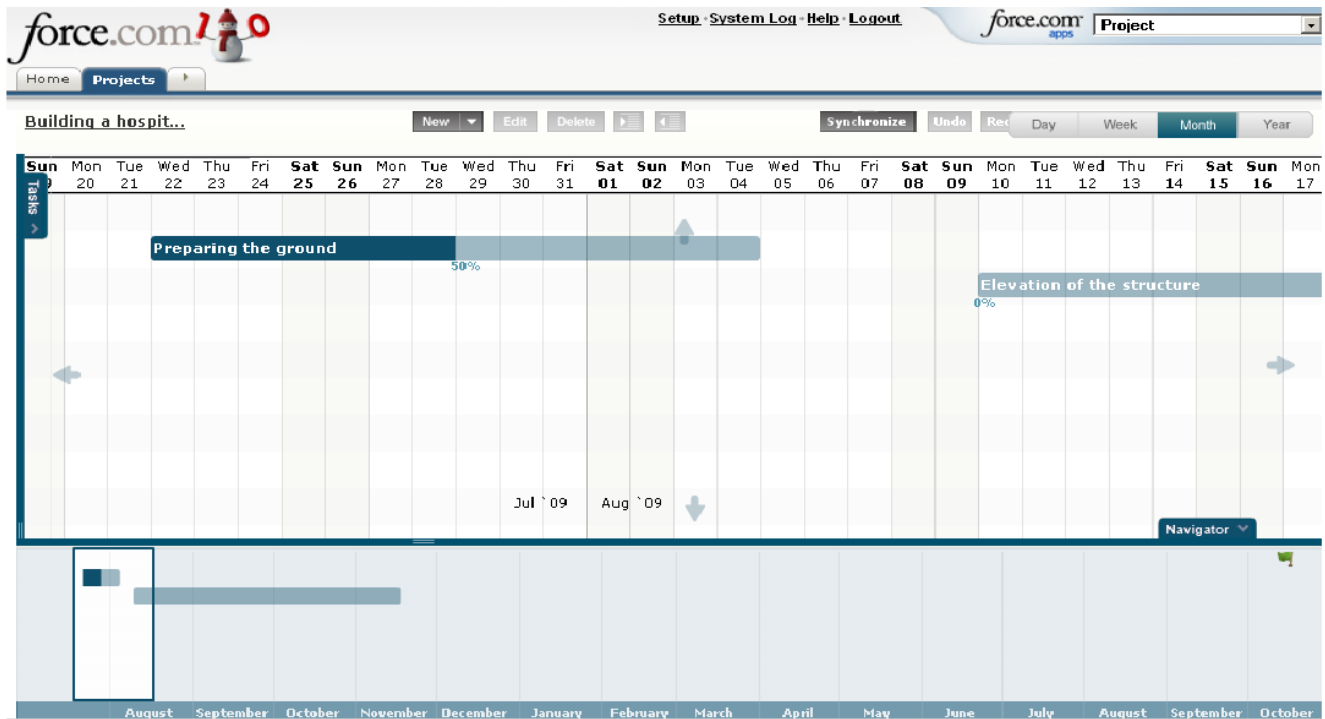 force.com
Setup · System Log · Help · Logout
force.com apps
Project
Home
Projects
Building a hospit...
New
Edit
Delete
Synchronize
Undo
Day
Week
Month
Year
Sun Mon Tue Wed Thu Fri Sat Sun Mon Tue Wed Thu Fri Sat Sun Mon Tue Wed Thu Fri Sat Sun Mon Tue Wed Thu Fri Sat Sun Mon
20 21 22 23 24 25 26 27 28 29 30 31 01 02 03 04 05 06 07 08 09 10 11 12 13 14 15 16 17
Tasks
Preparing the ground
50%
Elevation of the structure
0%
Jul `09
Aug `09
Navigator
August September October November December January February March April May June July August September October